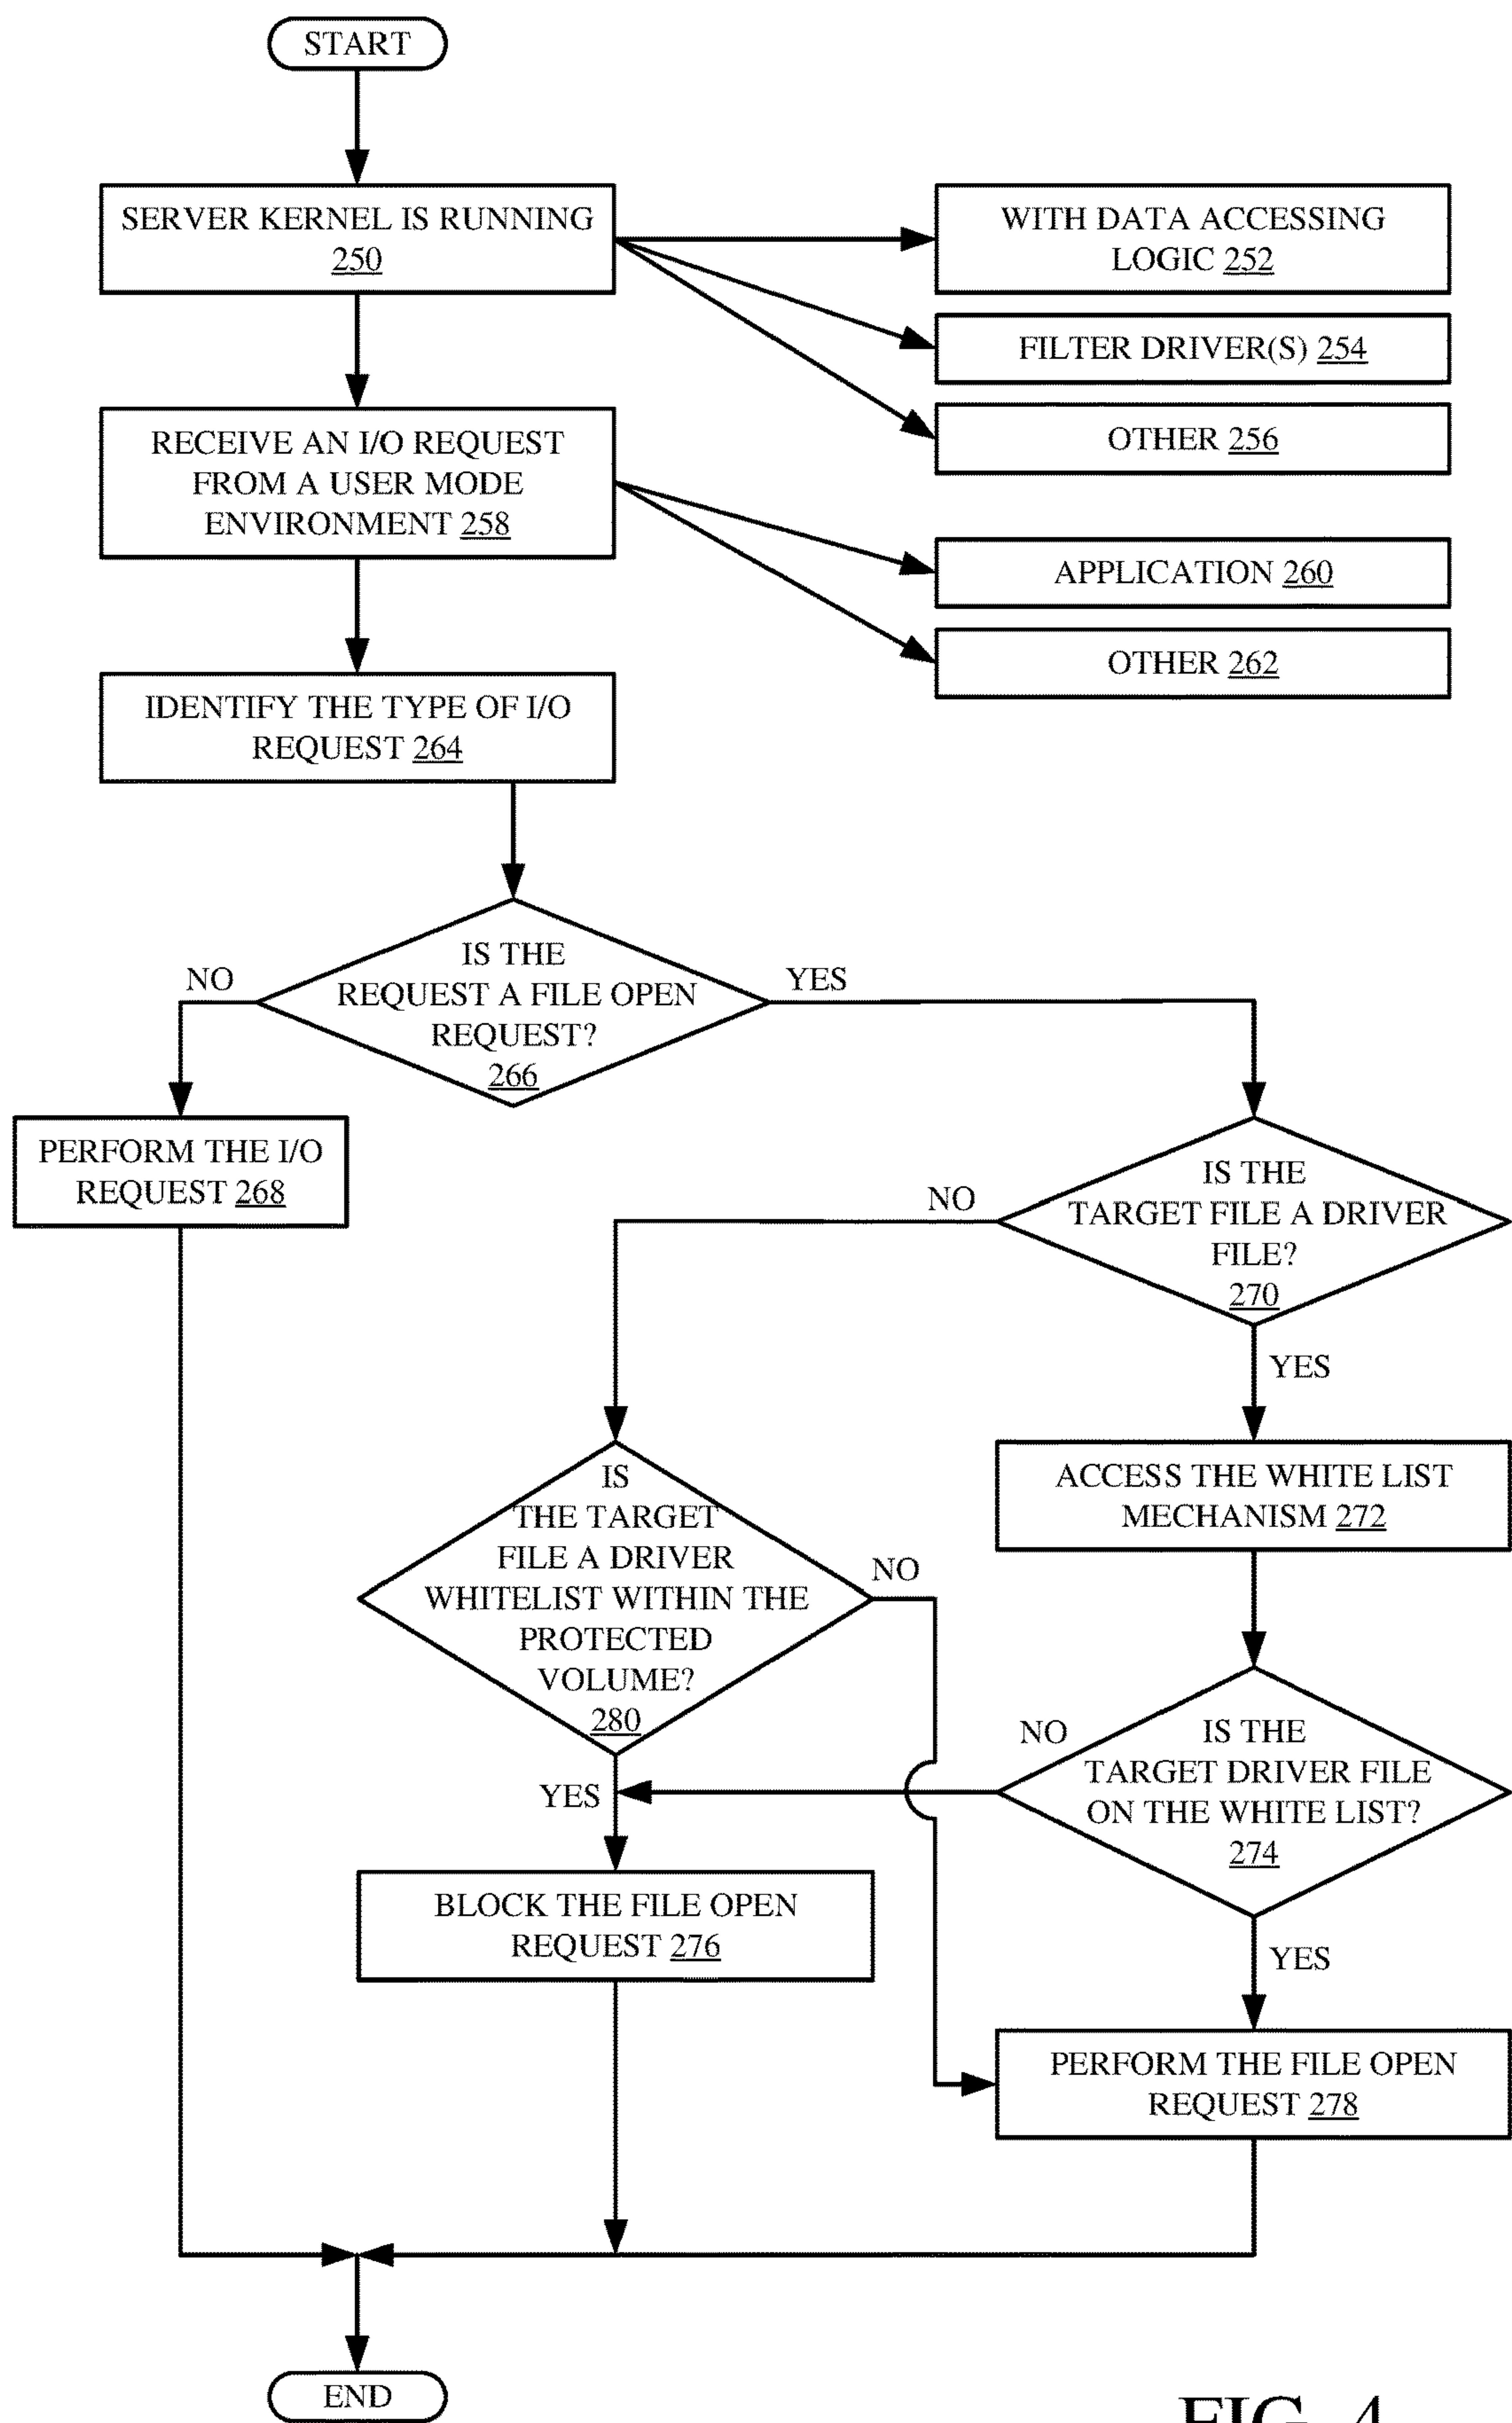 START
SERVER KERNEL IS RUNNING
250
WITH DATA ACCESSING
LOGIC 252
FILTER DRIVER(S) 254
OTHER 256
RECEIVE AN I/O REQUEST
FROM A USER MODE
ENVIRONMENT 258
APPLICATION 260
OTHER 262
IDENTIFY THE TYPE OF I/O
REQUEST 264
IS THE
REQUEST A FILE OPEN
REQUEST?
266
NO
YES
PERFORM THE I/O
REQUEST 268
IS THE
TARGET FILE A DRIVER
FILE?
270
NO
YES
ACCESS THE WHITE LIST
MECHANISM 272
IS
THE TARGET
FILE A DRIVER
WHITELIST WITHIN THE
PROTECTED
VOLUME?
280
NO
YES
IS THE
TARGET DRIVER FILE
ON THE WHITE LIST?
274
NO
YES
BLOCK THE FILE OPEN
REQUEST 276
PERFORM THE FILE OPEN
REQUEST 278
END
FIG. 4